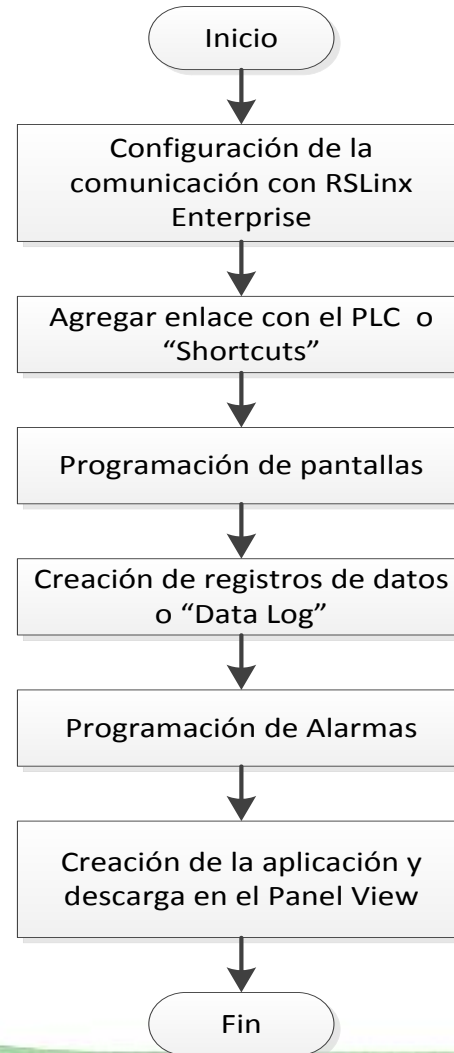 Inicio
Configuración de la
comunicación con RSLinx
Enterprise
Agregar enlace con el PLC o
“Shortcuts”
Programación de pantallas
Creación de registros de datos
o “Data Log”
Programación de Alarmas
Creación de la aplicación y
descarga en el Panel View
Fin